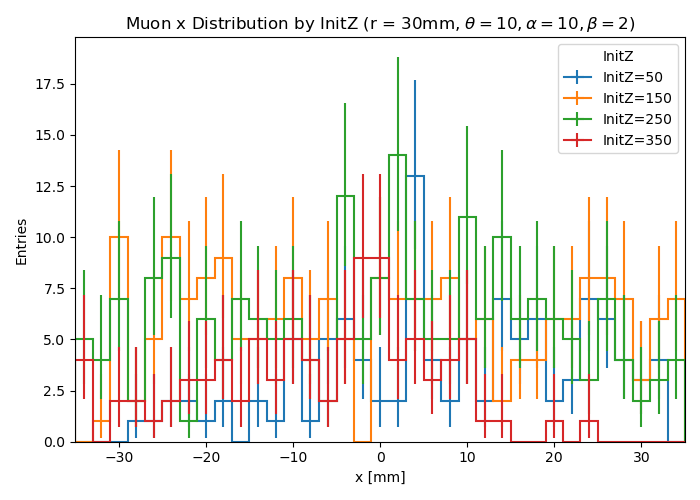 Muon x Distribution by InitZ (r = 30mm, θ = 10, α = 10, β = 2)
InitZ
InitZ=50
InitZ=150
InitZ=250
InitZ=350
17.5
15.0
12.5
10.0
7.5
5.0
2.5
0.0
Entries
−30 −20 −10 0 10 20 30
x [mm]